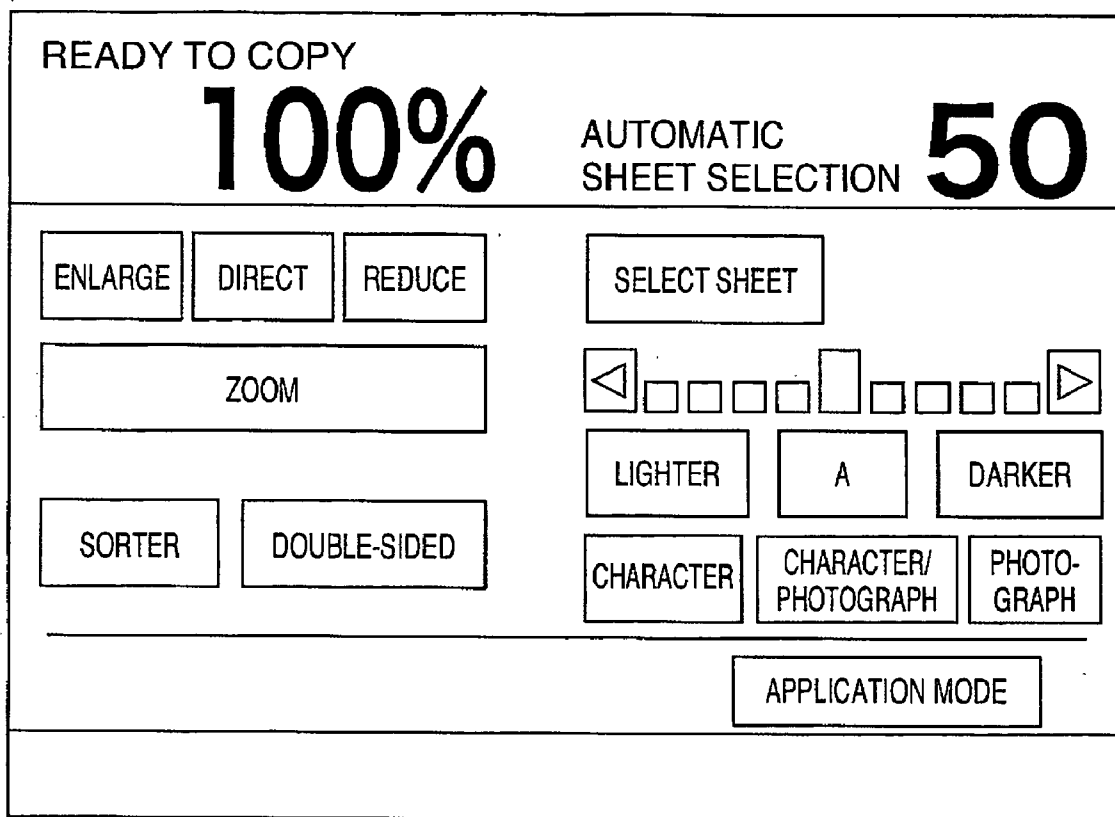 READY TO COPY
100%
AUTOMATIC
SHEET SELECTION 50
ENLARGE DIRECT REDUCE
SELECT SHEET
ZOOM
LIGHTER A DARKER
SORTER DOUBLE-SIDED
CHARACTER
CHARACTER/
PHOTOGRAPH
PHOTO-
GRAPH
APPLICATION MODE